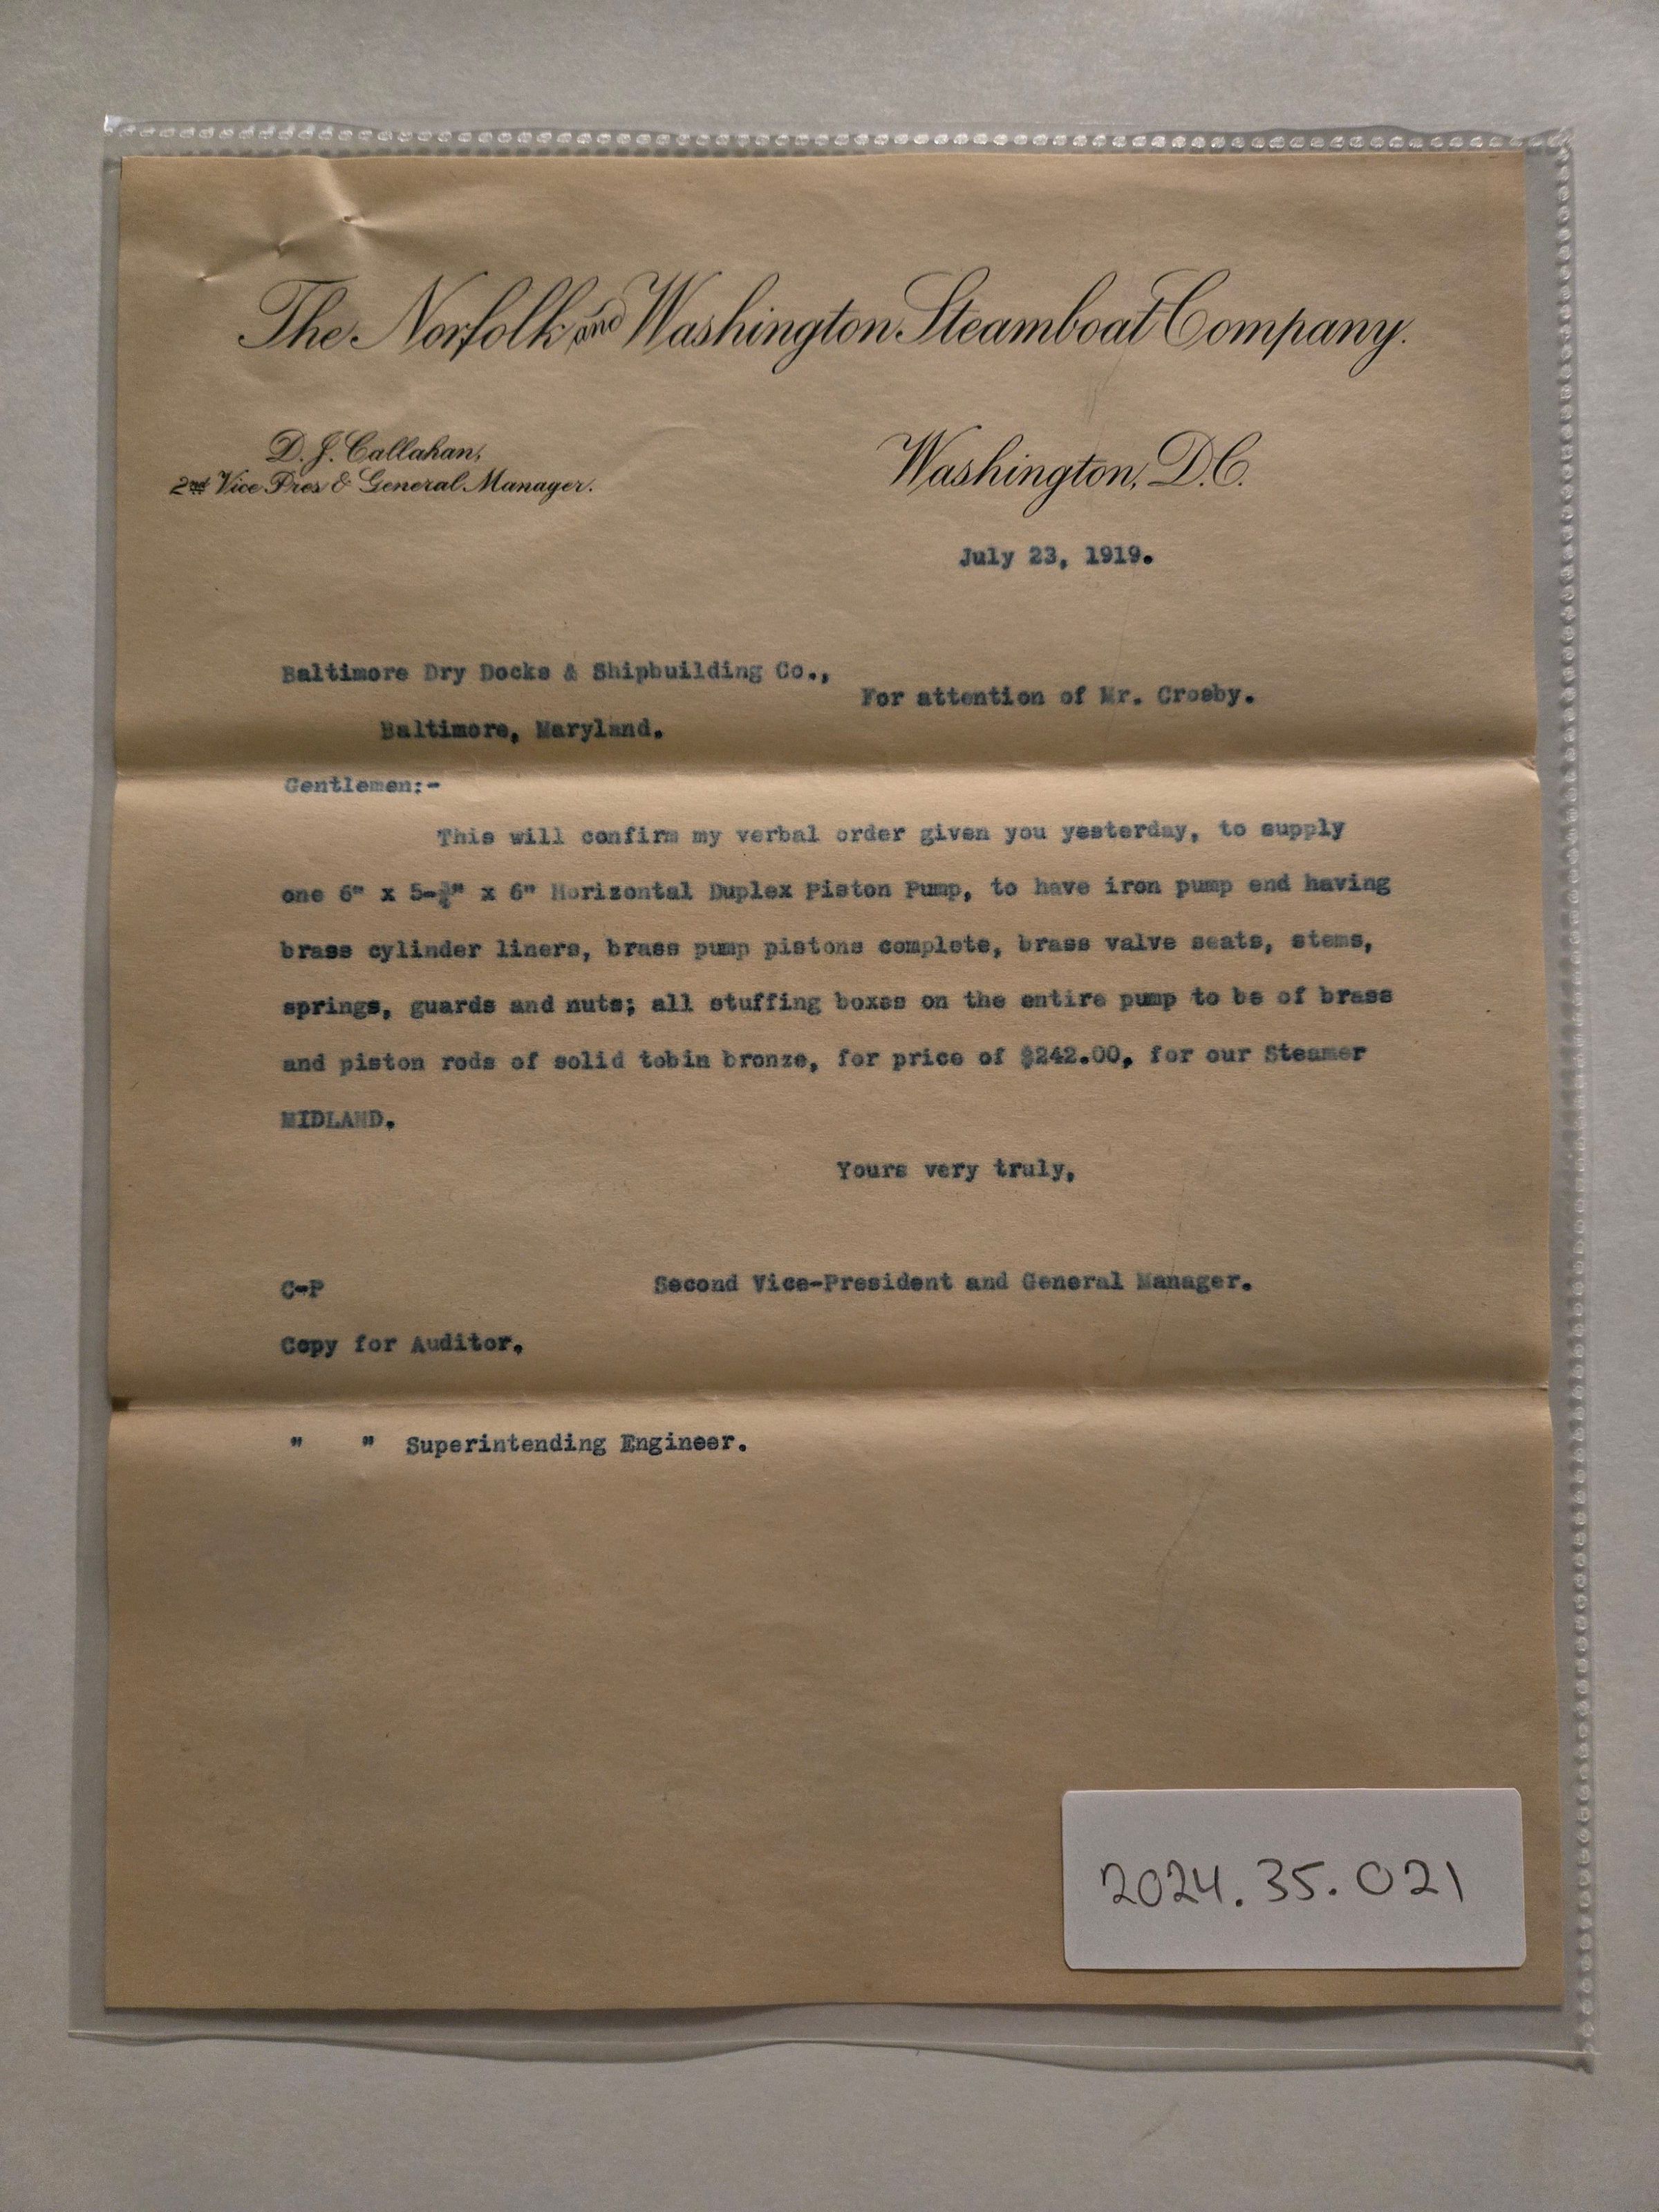 The Norfolk and Washington Steamboat Company.
D. J. Callahan,
2nd Vice Pres & General Manager.
Washington, D.C.
July 23, 1919.
Baltimore Dry Docks & Shipbuilding Co.,
For attention of Mr. Crosby.
Baltimore, Maryland.
Gentlemen:-
This will confirm my verbal order given you yesterday, to supply
one 6" x 5-" x 6" Horizontal Duplex Piston Pump, to have iron pump end having
brass cylinder liners, brass pump pistons complete, brass valve seats, stems,
springs, guards and nuts; all stuffing boxes on the entire pump to be of brass
and piston rods of solid tobin bronze, for price of $242.00, for our Steamer
MIDLAND.
Yours very truly,
C-P Second Vice-President and General Manager.
Copy for Auditor.
" " Superintending Engineer.
2024.35.021